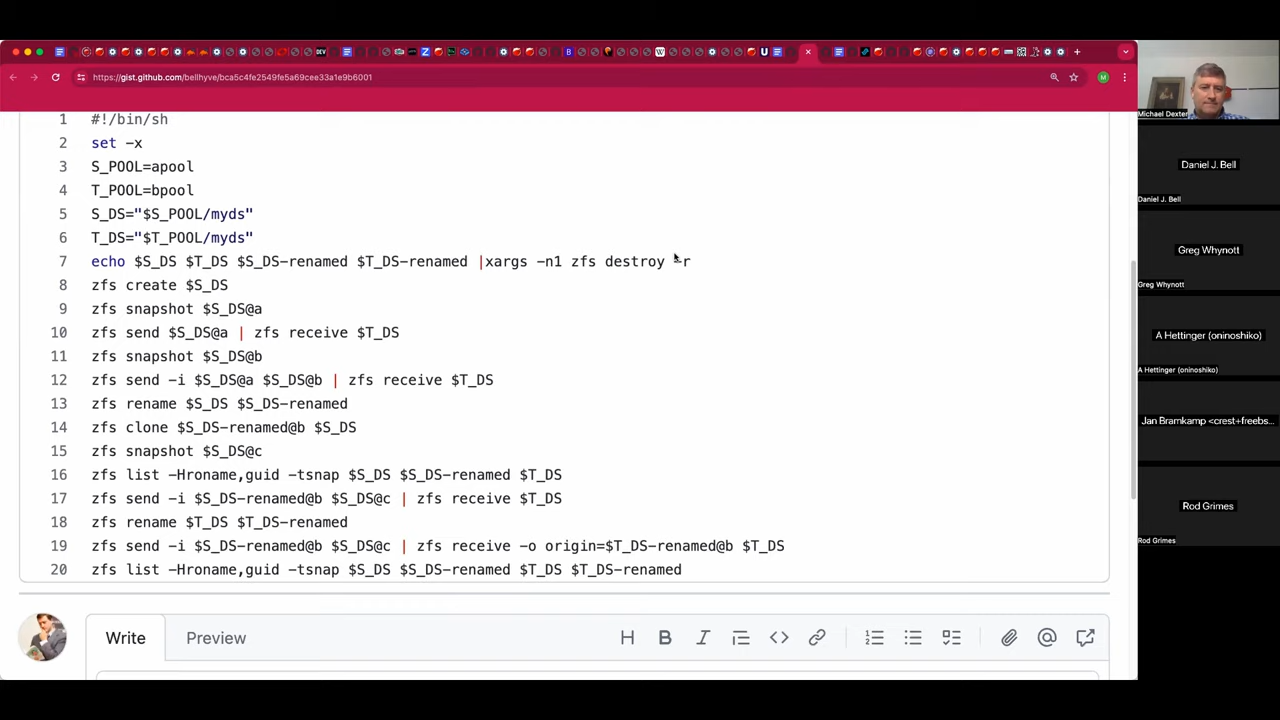 https://gist.github.com/bellhyve/bca5c4fe2549fe5a69cee33a1e9b6001
1 #!/bin/sh
2 set -x
3 S_POOL=apool
4 T_POOL=bpool
5 S_DS="$S_POOL/myds"
6 T_DS="$T_POOL/myds"
7 echo $S_DS $T_DS $S_DS-renamed $T_DS-renamed |xargs -n1 zfs destroy -r
8 zfs create $S_DS
9 zfs snapshot $S_DS@a
10 zfs send $S_DS@a | zfs receive $T_DS
11 zfs snapshot $S_DS@b
12 zfs send -i $S_DS@a $S_DS@b | zfs receive $T_DS
13 zfs rename $S_DS $S_DS-renamed
14 zfs clone $S_DS-renamed@b $S_DS
15 zfs snapshot $S_DS@c
16 zfs list -Hroname,guid -tsnap $S_DS $S_DS-renamed $T_DS
17 zfs send -i $S_DS-renamed@b $S_DS@c | zfs receive $T_DS
18 zfs rename $T_DS $T_DS-renamed
19 zfs send -i $S_DS-renamed@b $S_DS@c | zfs receive -o origin=$T_DS-renamed@b $T_DS
20 zfs list -Hroname,guid -tsnap $S_DS $S_DS-renamed $T_DS $T_DS-renamed
Write Preview
Michael Dexter
Daniel J. Bell
Daniel J. Bell
Greg Whynott
Greg Whynott
A Hettinger (oninoshiko)
A Hettinger (oninoshiko)
Jan Bramkamp <crest+freebs...
Rod Grimes
Rod Grimes